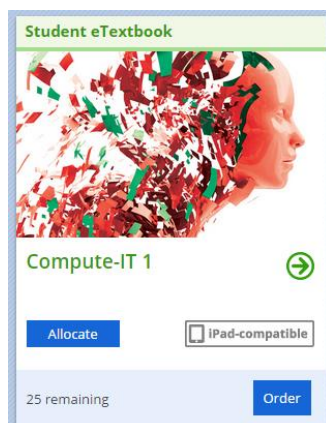 Student eTextbook
Compute-IT 1
Allocate
iPad-compatible
25 remaining
Order